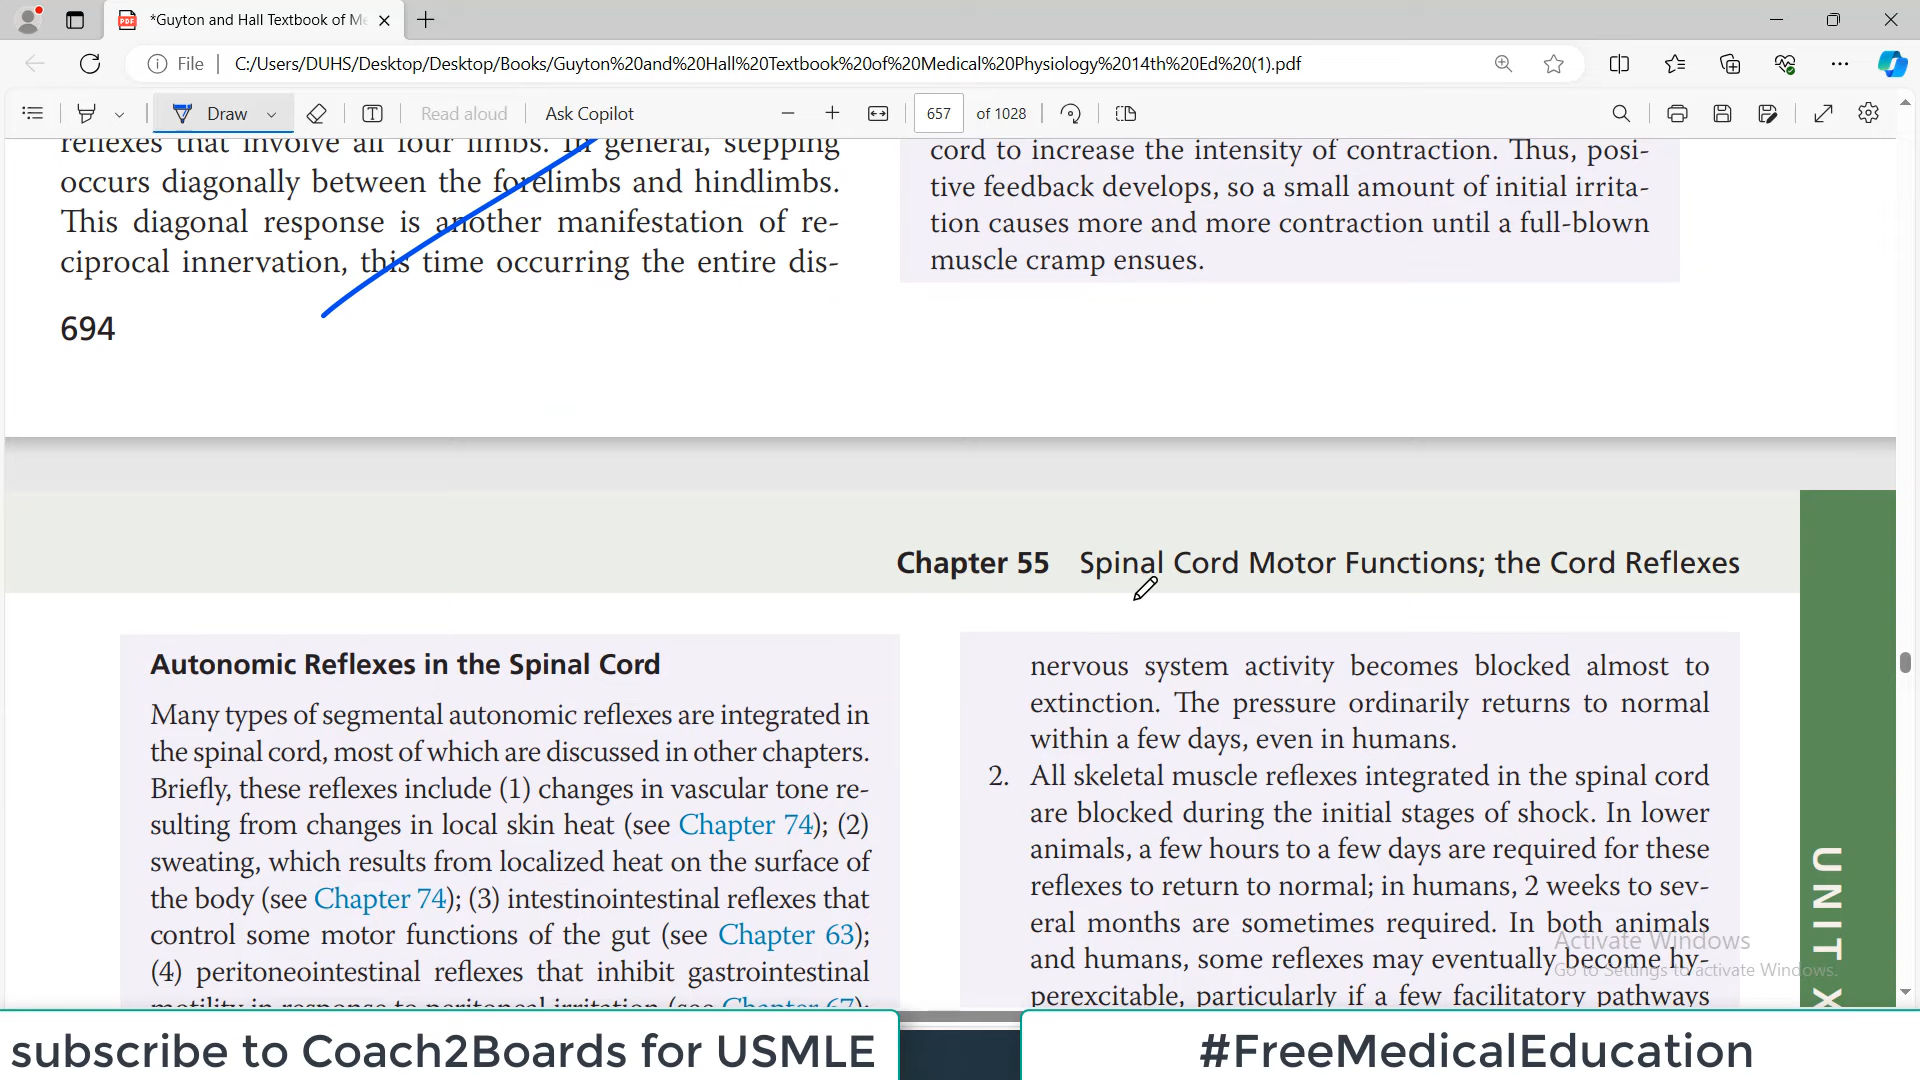 *Guyton and Hall Textbook of Me
File
C:/Users/DUHS/Desktop/Desktop/Books/Guyton%20and%20Hall%20Textbook%20of%20Medical%20Physiology%2014th%20Ed%20(1).pdf
Draw
Read aloud
Ask Copilot
657
of 1028
reflexes that involve all four limbs. In general, stepping
occurs diagonally between the forelimbs and hindlimbs.
This diagonal response is another manifestation of re-
ciprocal innervation, this time occurring the entire dis-
694
cord to increase the intensity of contraction. Thus, posi-
tive feedback develops, so a small amount of initial irrita-
tion causes more and more contraction until a full-blown
muscle cramp ensues.
Chapter 55 Spinal Cord Motor Functions; the Cord Reflexes
Autonomic Reflexes in the Spinal Cord
Many types of segmental autonomic reflexes are integrated in
the spinal cord, most of which are discussed in other chapters.
Briefly, these reflexes include (1) changes in vascular tone re-
sulting from changes in local skin heat (see Chapter 74); (2)
sweating, which results from localized heat on the surface of
the body (see Chapter 74); (3) intestinointestinal reflexes that
control some motor functions of the gut (see Chapter 63);
(4) peritoneointestinal reflexes that inhibit gastrointestinal
motility in response to peritoneal irritation (see Chapter 67);
nervous system activity becomes blocked almost to
extinction. The pressure ordinarily returns to normal
within a few days, even in humans.
2. All skeletal muscle reflexes integrated in the spinal cord
are blocked during the initial stages of shock. In lower
animals, a few hours to a few days are required for these
reflexes to return to normal; in humans, 2 weeks to sev-
eral months are sometimes required. In both animals
and humans, some reflexes may eventually become hy-
perexcitable, particularly if a few facilitatory pathways
UNIT X
Activate Windows
Go to Settings to activate Windows.
subscribe to Coach2Boards for USMLE
#FreeMedicalEducation